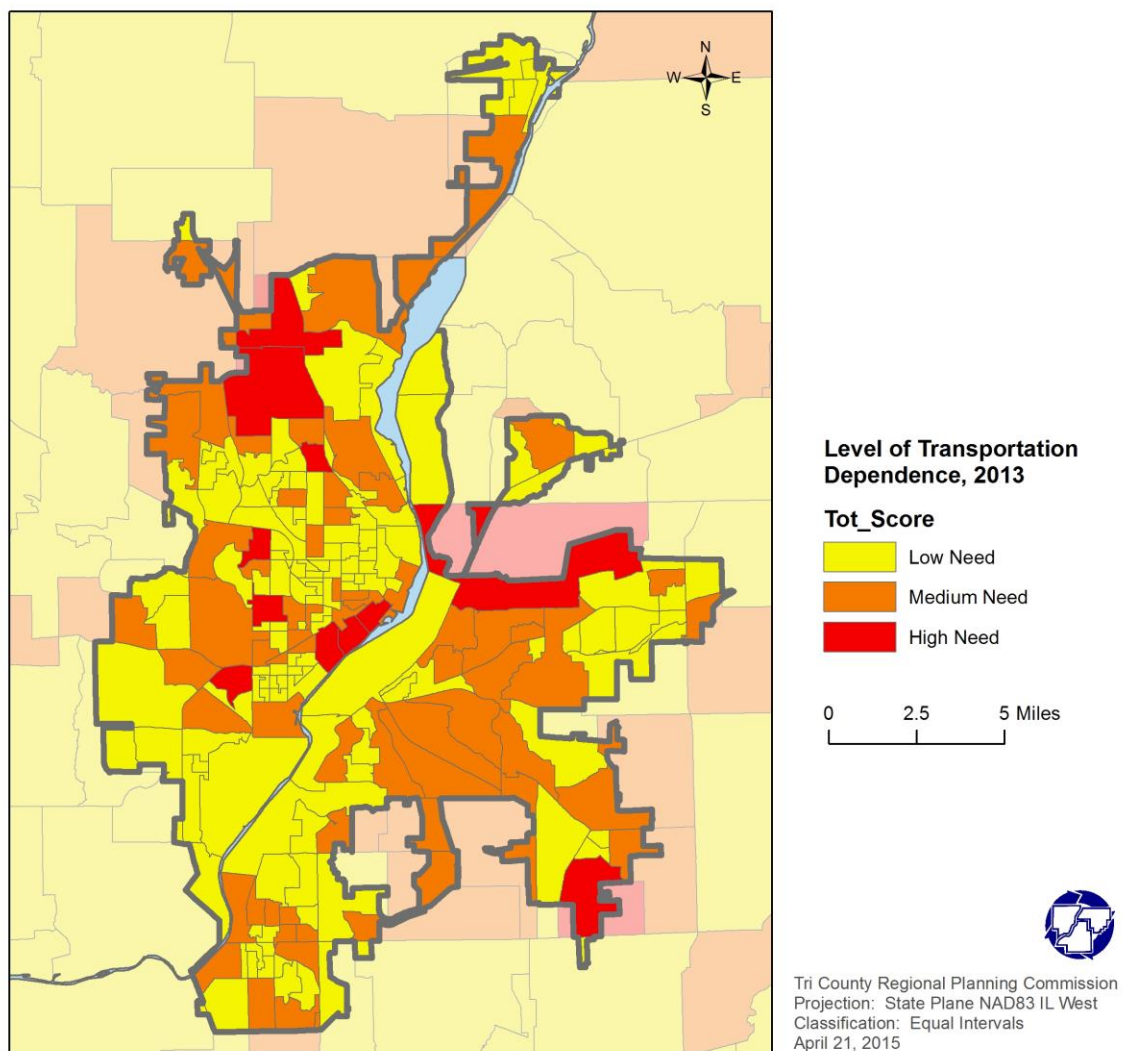 N
W E
S
Level of Transportation
Dependence, 2013
Tot_Score
Low Need
Medium Need
High Need
0 2.5 5 Miles
Tri County Regional Planning Commission
Projection: State Plane NAD83 IL West
Classification: Equal Intervals
April 21, 2015